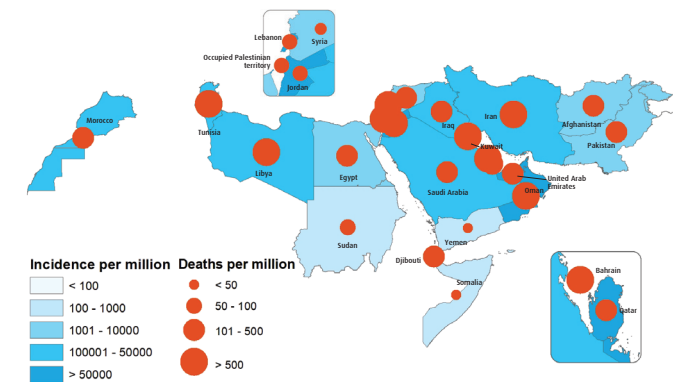 Lebanon
Syria
Occupied Palestinian
territory
Jordan
Morocco
Tunisia
Libya
Egypt
Iraq
Iran
Afghanistan
Pakistan
Kuwait
Saudi Arabia
United Arab
Emirates
Oman
Sudan
Yemen
Djibouti
Somalia
Bahrain
Qatar
Incidence per million
< 100
100 - 1000
1001 - 10000
100001 - 50000
> 50000
Deaths per million
< 50
50 - 100
101 - 500
> 500